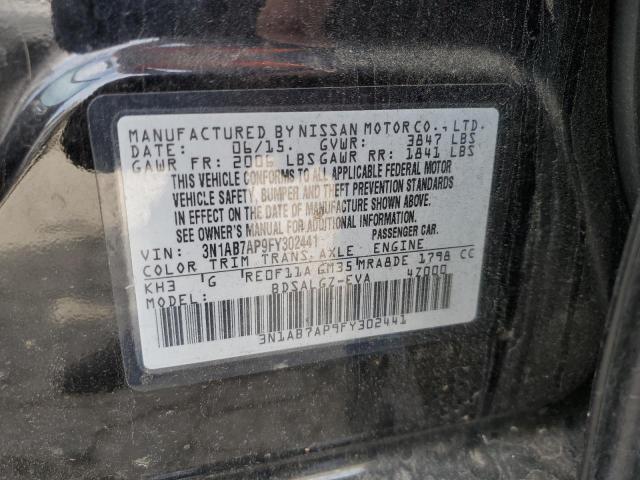 MANUFACTURED BY NISSAN MOTOR CO., LTD.
DATE: 06/15. GVWR: 3847 LBS
GAWR FR: 2006 LBS GAWR RR: 1841 LBS
THIS VEHICLE CONFORMS TO ALL APPLICABLE FEDERAL MOTOR
VEHICLE SAFETY, BUMPER AND THEFT PREVENTION STANDARDS
IN EFFECT ON THE DATE OF MANUFACTURE SHOWN ABOVE.
SEE OWNER'S MANUAL FOR ADDITIONAL INFORMATION.
VIN: 3N1AB7AP9FY302441 PASSENGER CAR.
COLOR TRIM TRANS. AXLE ENGINE
KH3 G RE0F11A GM35 MRA8DE 1798 CC
MODEL: BDSALGZ-EVA 47000
3N1AB7AP9FY302441